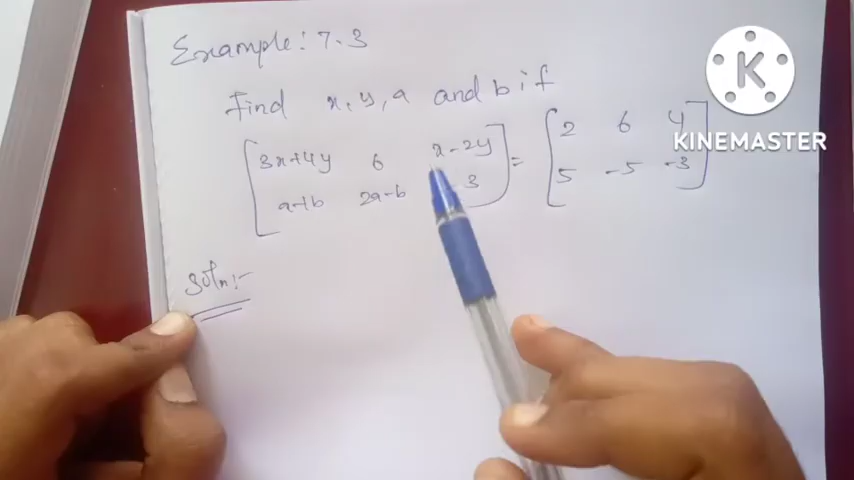 Example: 7.3
Find x, y, a and b if
[3x+4y 6 x-2y] = [2 6 4]
[a+b 2a-b -3] [5 -5 -3]
Soln:-
K
KINEMASTER